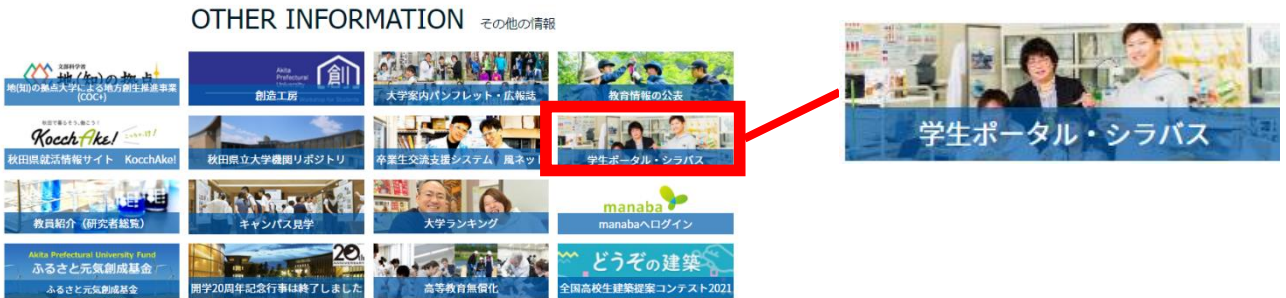 OTHER INFORMATION その他の情報
文部科学省
地(知)の拠点
地(知)の拠点大学による地方創生推進事業
(COC+)
Akita
Prefectural
University
創
創造工房
大学案内パンフレット・広報誌
教育情報の公表
秋田で暮らそう、働こう!
KocchAke!
秋田県就活情報サイト KocchAke!
秋田県立大学機関リポジトリ
卒業生交流支援システム 風ネット
学生ポータル・シラバス
教員紹介（研究者総覧）
キャンパス見学
大学ランキング
manaba
manabaへログイン
Akita Prefectural University Fund
ふるさと元気創成基金
ふるさと元気創成基金
20th
開学20周年記念行事は終了しました
高等教育無償化
どうぞの建築
全国高校生建築提案コンテスト2021
学生ポータル・シラバス